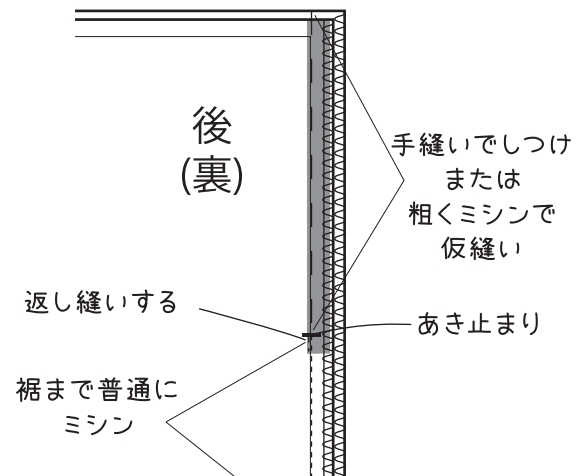 後
(裏)
手縫いでしつけ
または
粗くミシンで
仮縫い
返し縫いする
あき止まり
裾まで普通に
ミシン